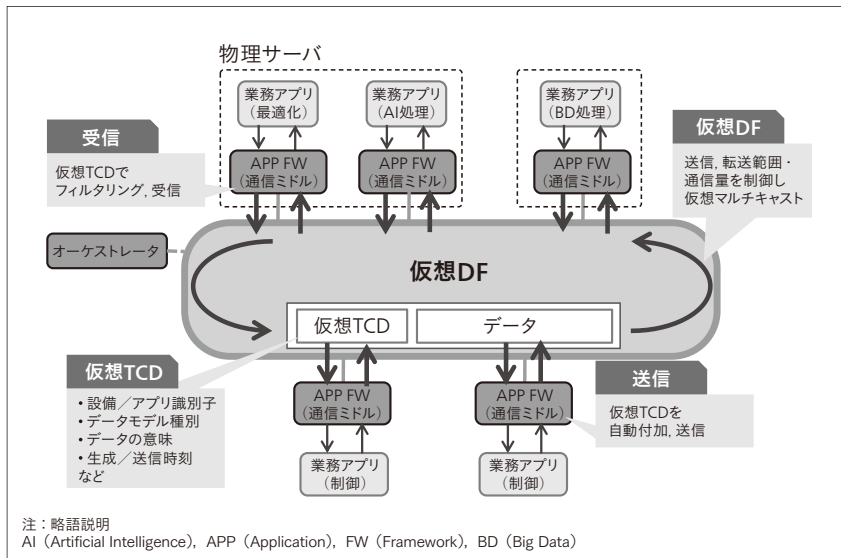 物理サーバ
業務アプリ
（最適化）
業務アプリ
（AI処理）
業務アプリ
（BD処理）
受信
仮想TCDで
フィルタリング, 受信
APP FW
（通信ミドル）
APP FW
（通信ミドル）
APP FW
（通信ミドル）
仮想DF
送信, 転送範囲・
通信量を制御し
仮想マルチキャスト
オーケストレータ
仮想DF
仮想TCD
データ
仮想TCD
• 設備／アプリ識別子
• データモデル種別
• データの意味
• 生成／送信時刻
など
APP FW
（通信ミドル）
APP FW
（通信ミドル）
送信
仮想TCDを
自動付加, 送信
業務アプリ
（制御）
業務アプリ
（制御）
注：略語説明
AI（Artificial Intelligence），APP（Application），FW（Framework），BD（Big Data）